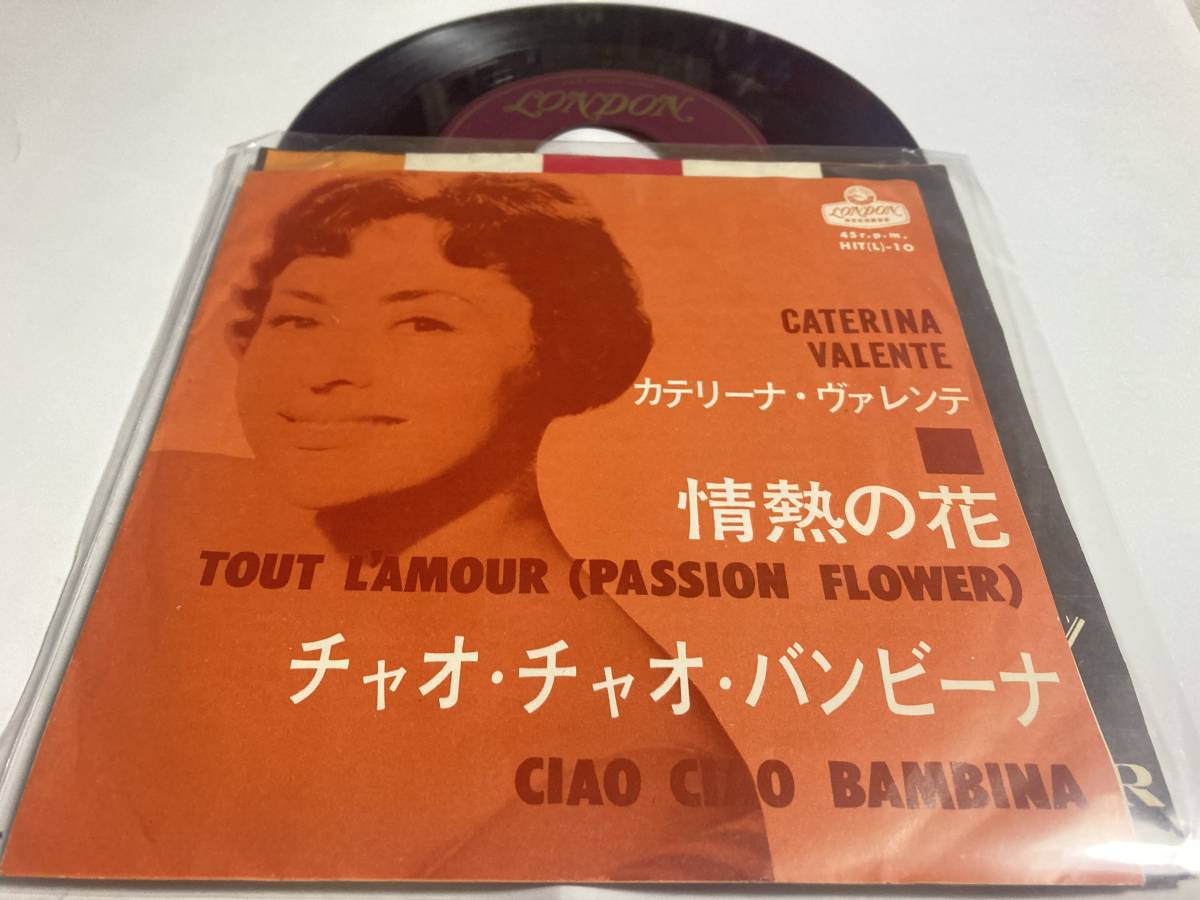 LONDON
LONDON
RECORDS
45 r.p.m.
HIT(L)-10
CATERINA
VALENTE
カテリーナ・ヴァレンテ
情熱の花
TOUT L'AMOUR (PASSION FLOWER)
チャオ・チャオ・バンビーナ
CIAO CIAO BAMBINA
R